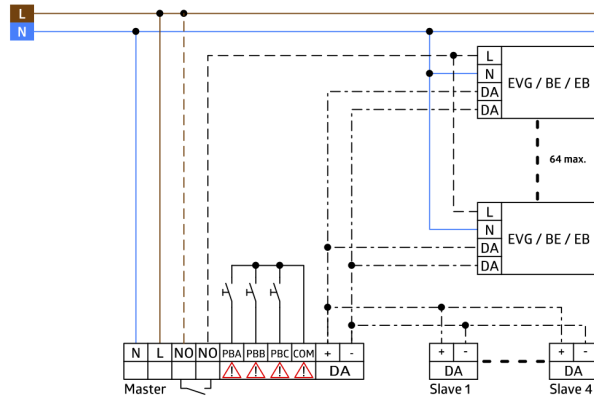 L
N
L
N
DA
DA
EVG / BE / EB
64 max.
L
N
DA
DA
EVG / BE / EB
N L NO NO PBA PBB PBC COM + -
DA
Master
+ -
DA
Slave 1
+ -
DA
Slave 4